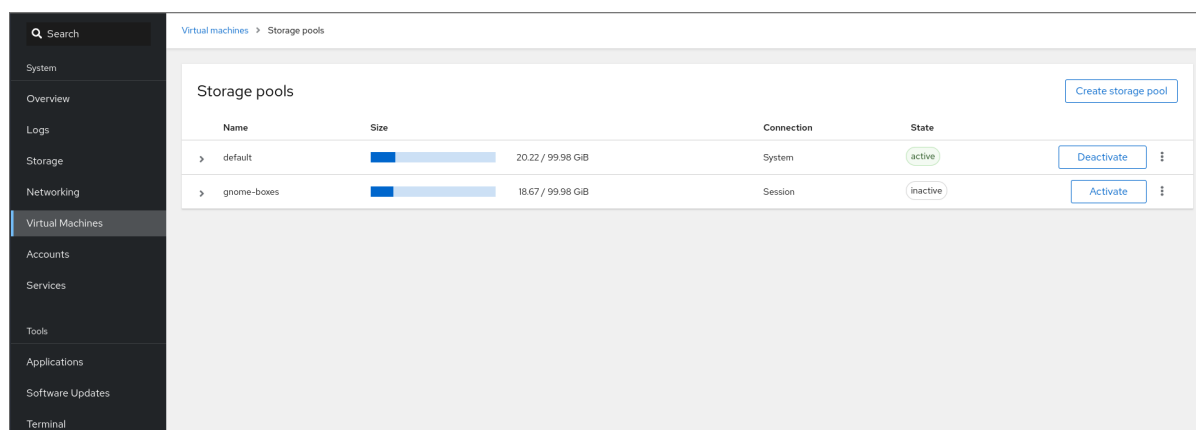 Search
Virtual machines > Storage pools
System
Overview
Logs
Storage
Networking
Virtual Machines
Accounts
Services
Tools
Applications
Software Updates
Terminal
Storage pools
Create storage pool
Name Size Connection State
default 20.22 / 99.98 GiB System active Deactivate
gnome-boxes 18.67 / 99.98 GiB Session inactive Activate